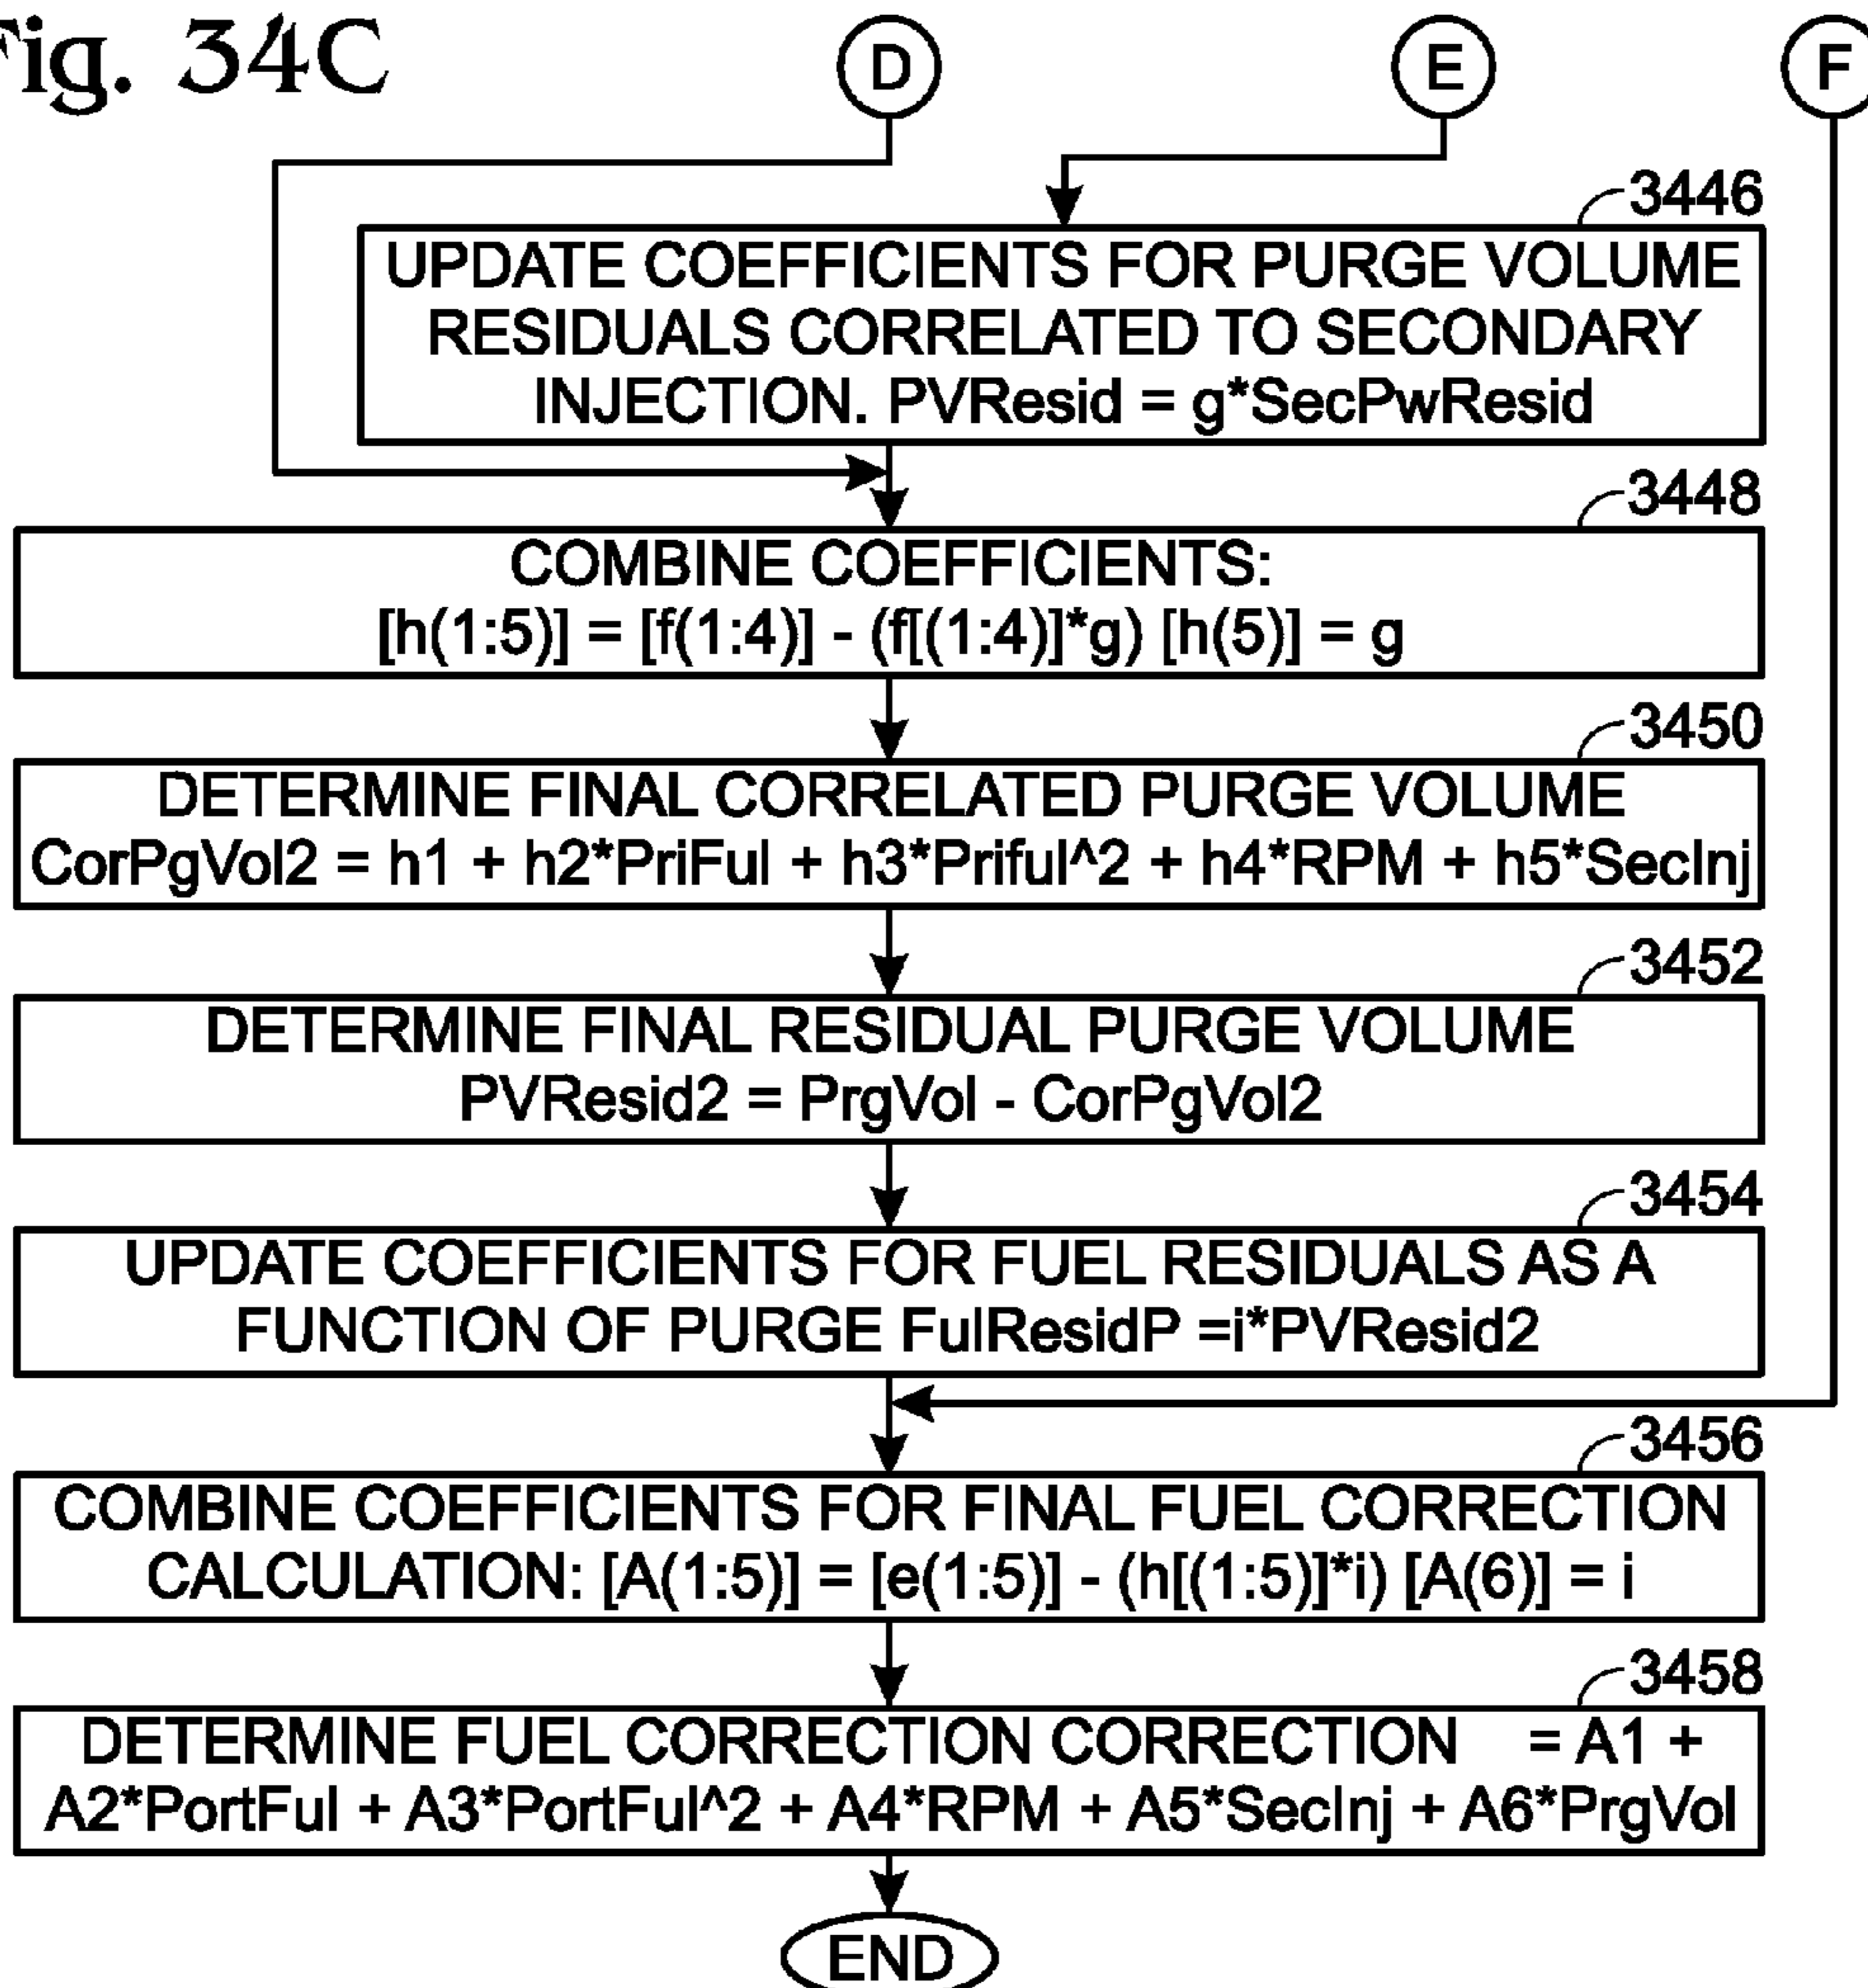 Fig. 34C
D
E
F
3446
UPDATE COEFFICIENTS FOR PURGE VOLUME
RESIDUALS CORRELATED TO SECONDARY
INJECTION. PVResid = g*SecPwResid
3448
COMBINE COEFFICIENTS:
[h(1:5)] = [f(1:4)] - (f[(1:4)]*g) [h(5)] = g
3450
DETERMINE FINAL CORRELATED PURGE VOLUME
CorPgVol2 = h1 + h2*PriFul + h3*Priful^2 + h4*RPM + h5*SecInj
3452
DETERMINE FINAL RESIDUAL PURGE VOLUME
PVResid2 = PrgVol - CorPgVol2
3454
UPDATE COEFFICIENTS FOR FUEL RESIDUALS AS A
FUNCTION OF PURGE FulResidP =i*PVResid2
3456
COMBINE COEFFICIENTS FOR FINAL FUEL CORRECTION
CALCULATION: [A(1:5)] = [e(1:5)] - (h[(1:5)]*i) [A(6)] = i
3458
DETERMINE FUEL CORRECTION CORRECTION = A1 +
A2*PortFul + A3*PortFul^2 + A4*RPM + A5*SecInj + A6*PrgVol
END